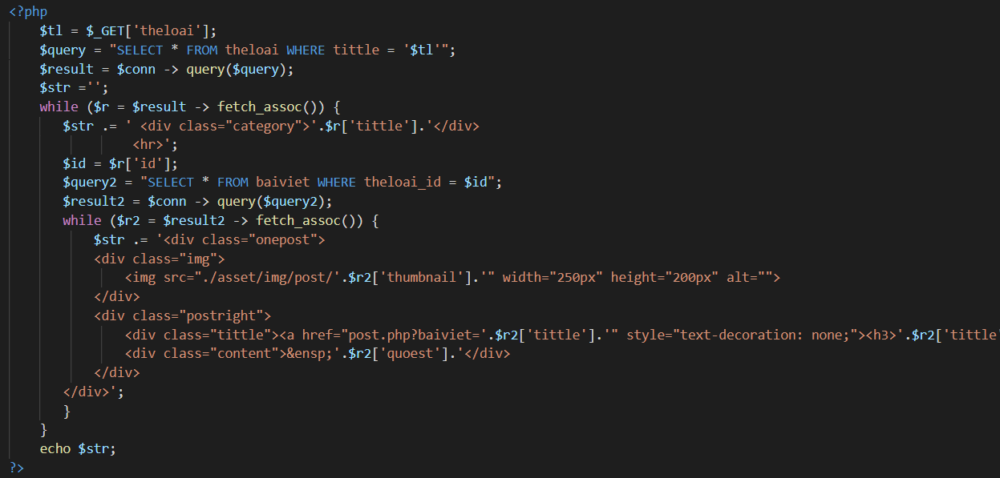 <?php
$tl = $_GET['theloai'];
$query = "SELECT * FROM theloai WHERE tittle = '$tl'";
$result = $conn -> query($query);
$str ='';
while ($r = $result -> fetch_assoc()) {
$str .= ' <div class="category">'.$r['tittle'].'</div>
<hr>';
$id = $r['id'];
$query2 = "SELECT * FROM baiviet WHERE theloai_id = $id";
$result2 = $conn -> query($query2);
while ($r2 = $result2 -> fetch_assoc()) {
$str .= '<div class="onepost">
<div class="img">
<img src="./asset/img/post/'.$r2['thumbnail'].'" width="250px" height="200px" alt="">
</div>
<div class="postright">
<div class="tittle"><a href="post.php?baiviet='.$r2['tittle'].'" style="text-decoration: none;"><h3>'.$r2['tittle'
<div class="content">&ensp;'.$r2['quoest'].'</div>
</div>
</div>';
}
}
echo $str;
?>